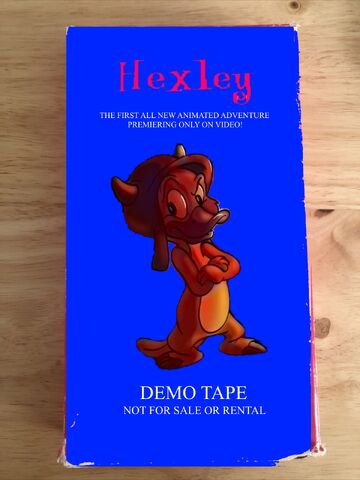 Hexley
THE FIRST ALL NEW ANIMATED ADVENTURE
PREMIERING ONLY ON VIDEO!
DEMO TAPE
NOT FOR SALE OR RENTAL